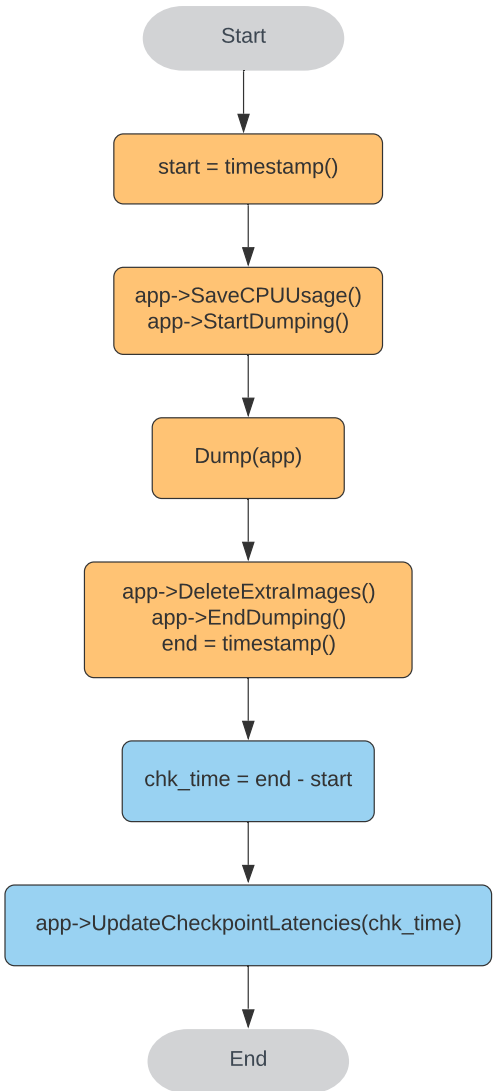 Start
start = timestamp()
app->SaveCPUUsage()
app->StartDumping()
Dump(app)
app->DeleteExtraImages()
app->EndDumping()
end = timestamp()
chk_time = end - start
app->UpdateCheckpointLatencies(chk_time)
End